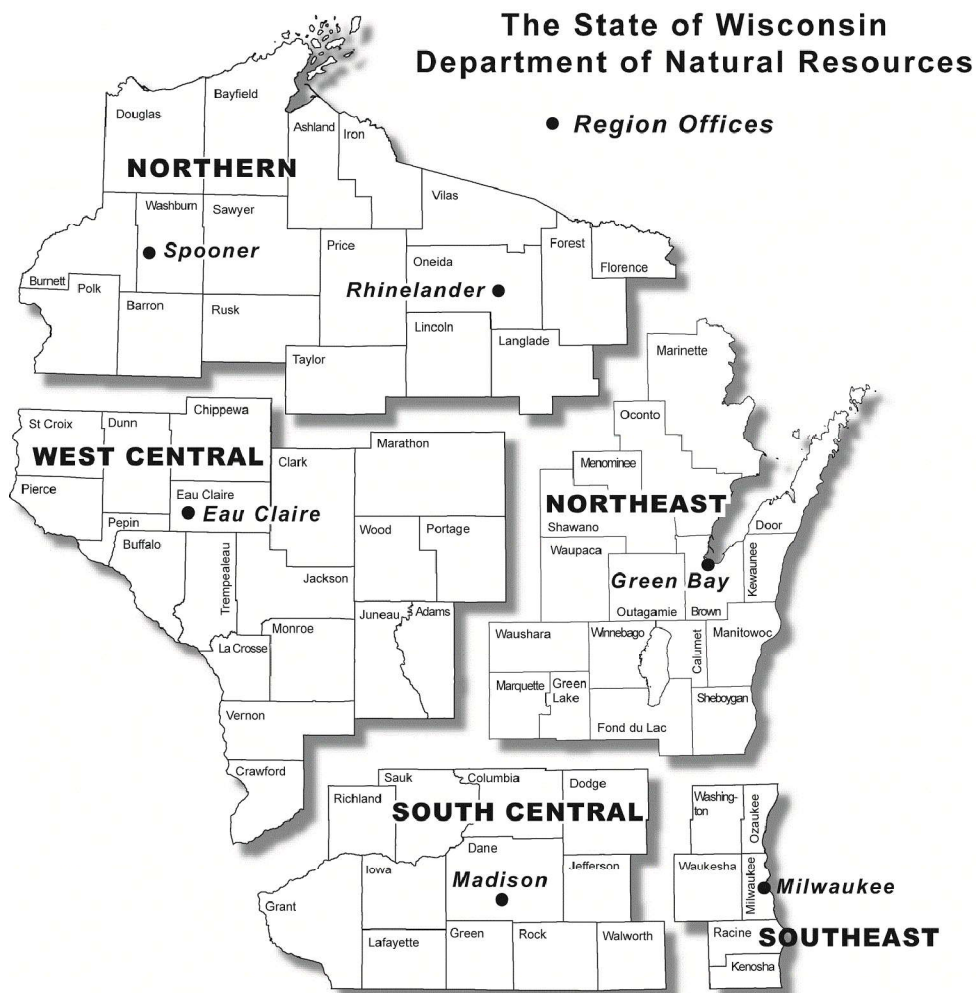 The State of Wisconsin
Department of Natural Resources
Region Offices
Douglas
Bayfield
Ashland
Iron
NORTHERN
Vilas
Washburn
Sawyer
Spooner
Price
Oneida
Forest
Florence
Burnett
Polk
Rhinelander
Barron
Rusk
Lincoln
Langlade
Taylor
Marinette
Oconto
Menominee
NORTHEAST
Shawano
Waupaca
Door
Kewaunee
Green Bay
Outagamie
Brown
Waushara
Winnebago
Calumet
Manitowoc
Marquette
Green
Lake
Sheboygan
Fond du Lac
Chippewa
St Croix
Dunn
WEST CENTRAL
Clark
Marathon
Pierce
Eau Claire
Eau Claire
Pepin
Buffalo
Trempealeau
Wood
Portage
Jackson
Juneau
Adams
Monroe
La Crosse
Vernon
Crawford
Sauk
Columbia
Dodge
Richland
SOUTH CENTRAL
Dane
Iowa
Madison
Jefferson
Grant
Lafayette
Green
Rock
Walworth
Washing-
ton
Ozaukee
Waukesha
Milwaukee
Milwaukee
Racine
SOUTHEAST
Kenosha